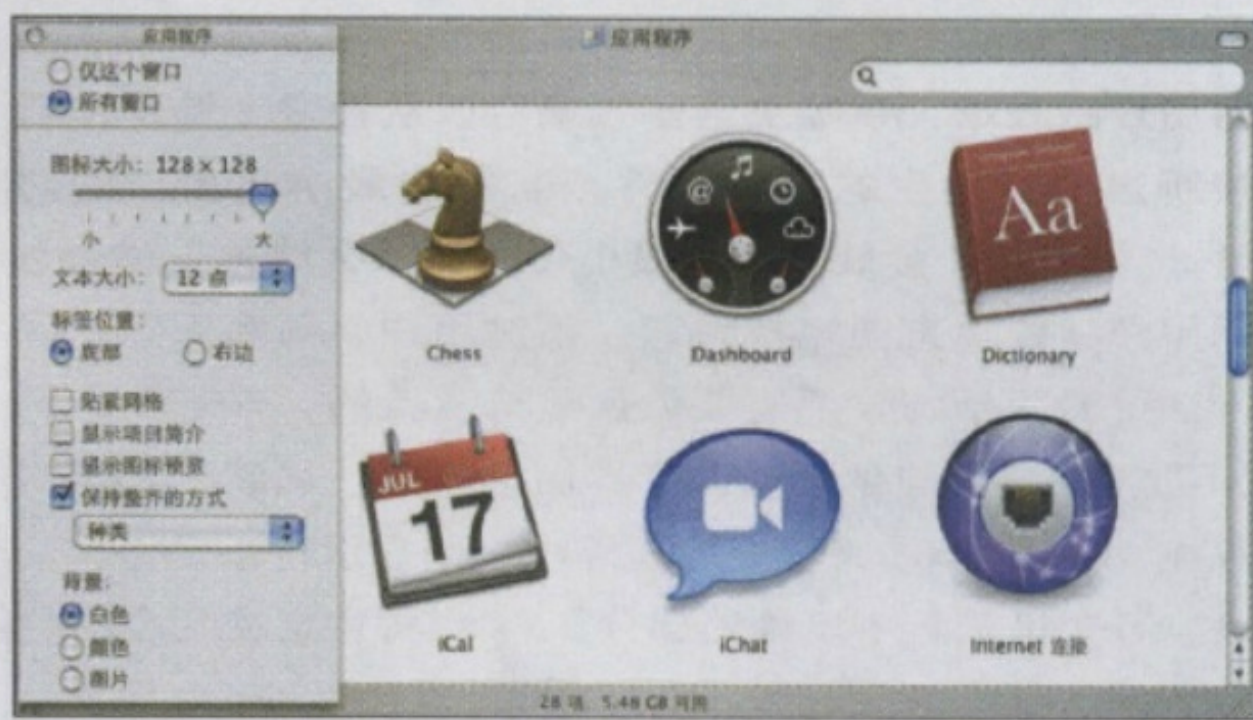 应用程序
仅这个窗口
所有窗口
图标大小: 128 × 128
小 大
文本大小: 12 点
标签位置:
底部 右边
贴紧网格
显示项目简介
显示图标预览
保持整齐的方式
种类
背景:
白色
颜色
图片
应用程序
Chess
Dashboard
Dictionary
Aa
JUL
17
iCal
iChat
Internet 连接
28 项, 5.48 GB 可用